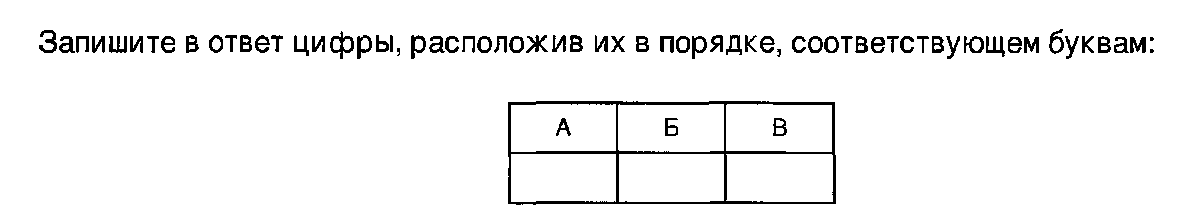 Запишите в ответ цифры, расположив их в порядке, соответствующем буквам:
А Б В